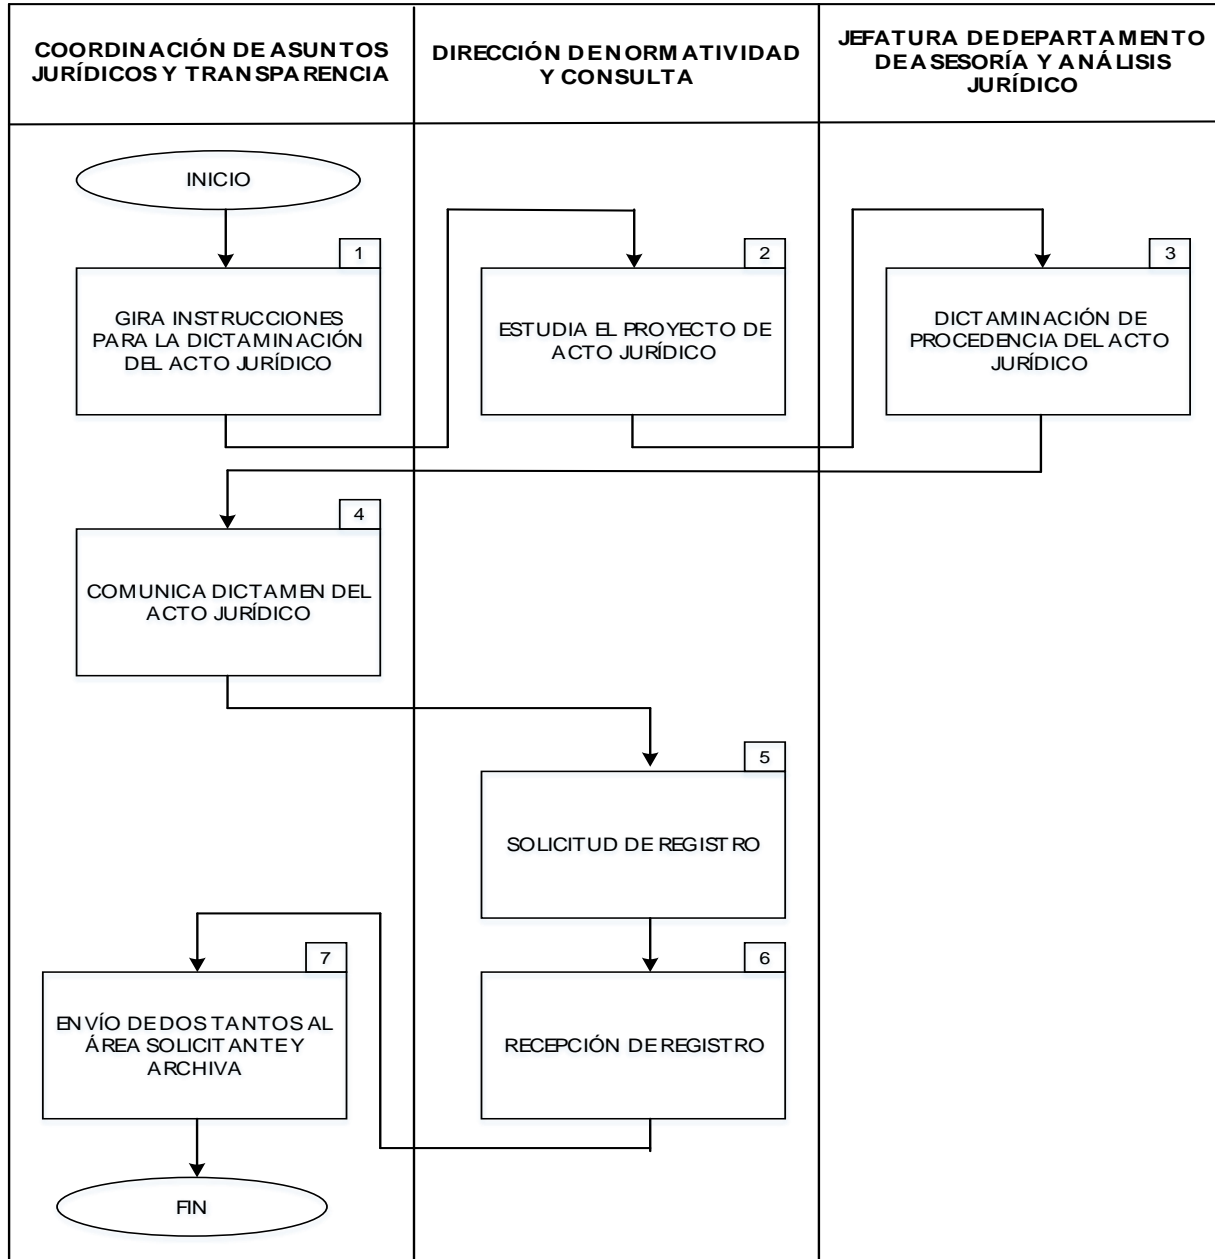 COORDINACIÓN DE ASUNTOS
JURÍDICOS Y TRANSPARENCIA
DIRECCIÓN DE NORMATIVIDAD
Y CONSULTA
JEFATURA DE DEPARTAMENTO
DE ASESORÍA Y ANÁLISIS
JURÍDICO
INICIO
1
GIRA INSTRUCCIONES
PARA LA DICTAMINACIÓN
DEL ACTO JURÍDICO
2
ESTUDIA EL PROYECTO DE
ACTO JURÍDICO
3
DICTAMINACIÓN DE
PROCEDENCIA DEL ACTO
JURÍDICO
4
COMUNICA DICTAMEN DEL
ACTO JURÍDICO
5
SOLICITUD DE REGISTRO
6
RECEPCIÓN DE REGISTRO
7
ENVÍO DE DOS TANTOS AL
ÁREA SOLICITANTE Y
ARCHIVA
FIN